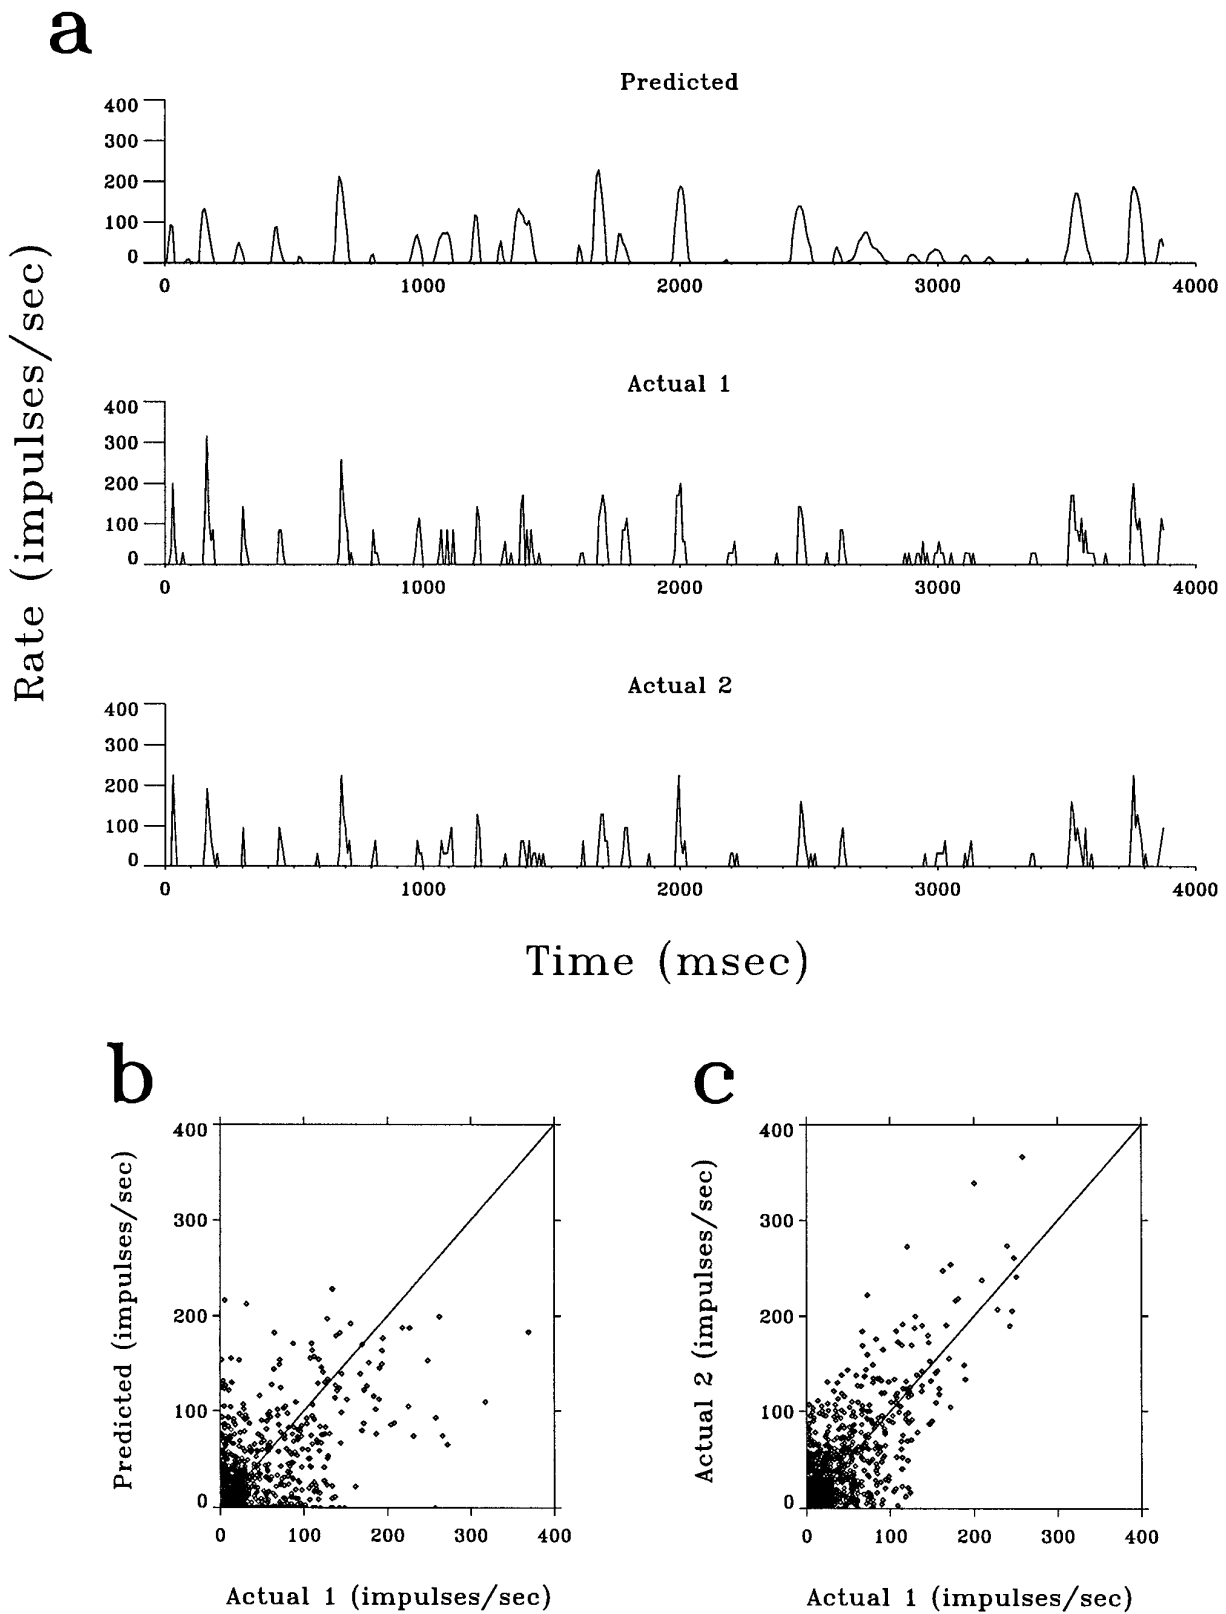 a
Predicted
400
300
200
100
0
0 1000 2000 3000 4000
Actual 1
400
300
200
100
0
0 1000 2000 3000 4000
Actual 2
400
300
200
100
0
0 1000 2000 3000 4000
Rate (impulses/sec)
Time (msec)
b
400
300
200
100
0
0 100 200 300 400
Predicted (impulses/sec)
Actual 1 (impulses/sec)
c
400
300
200
100
0
0 100 200 300 400
Actual 2 (impulses/sec)
Actual 1 (impulses/sec)